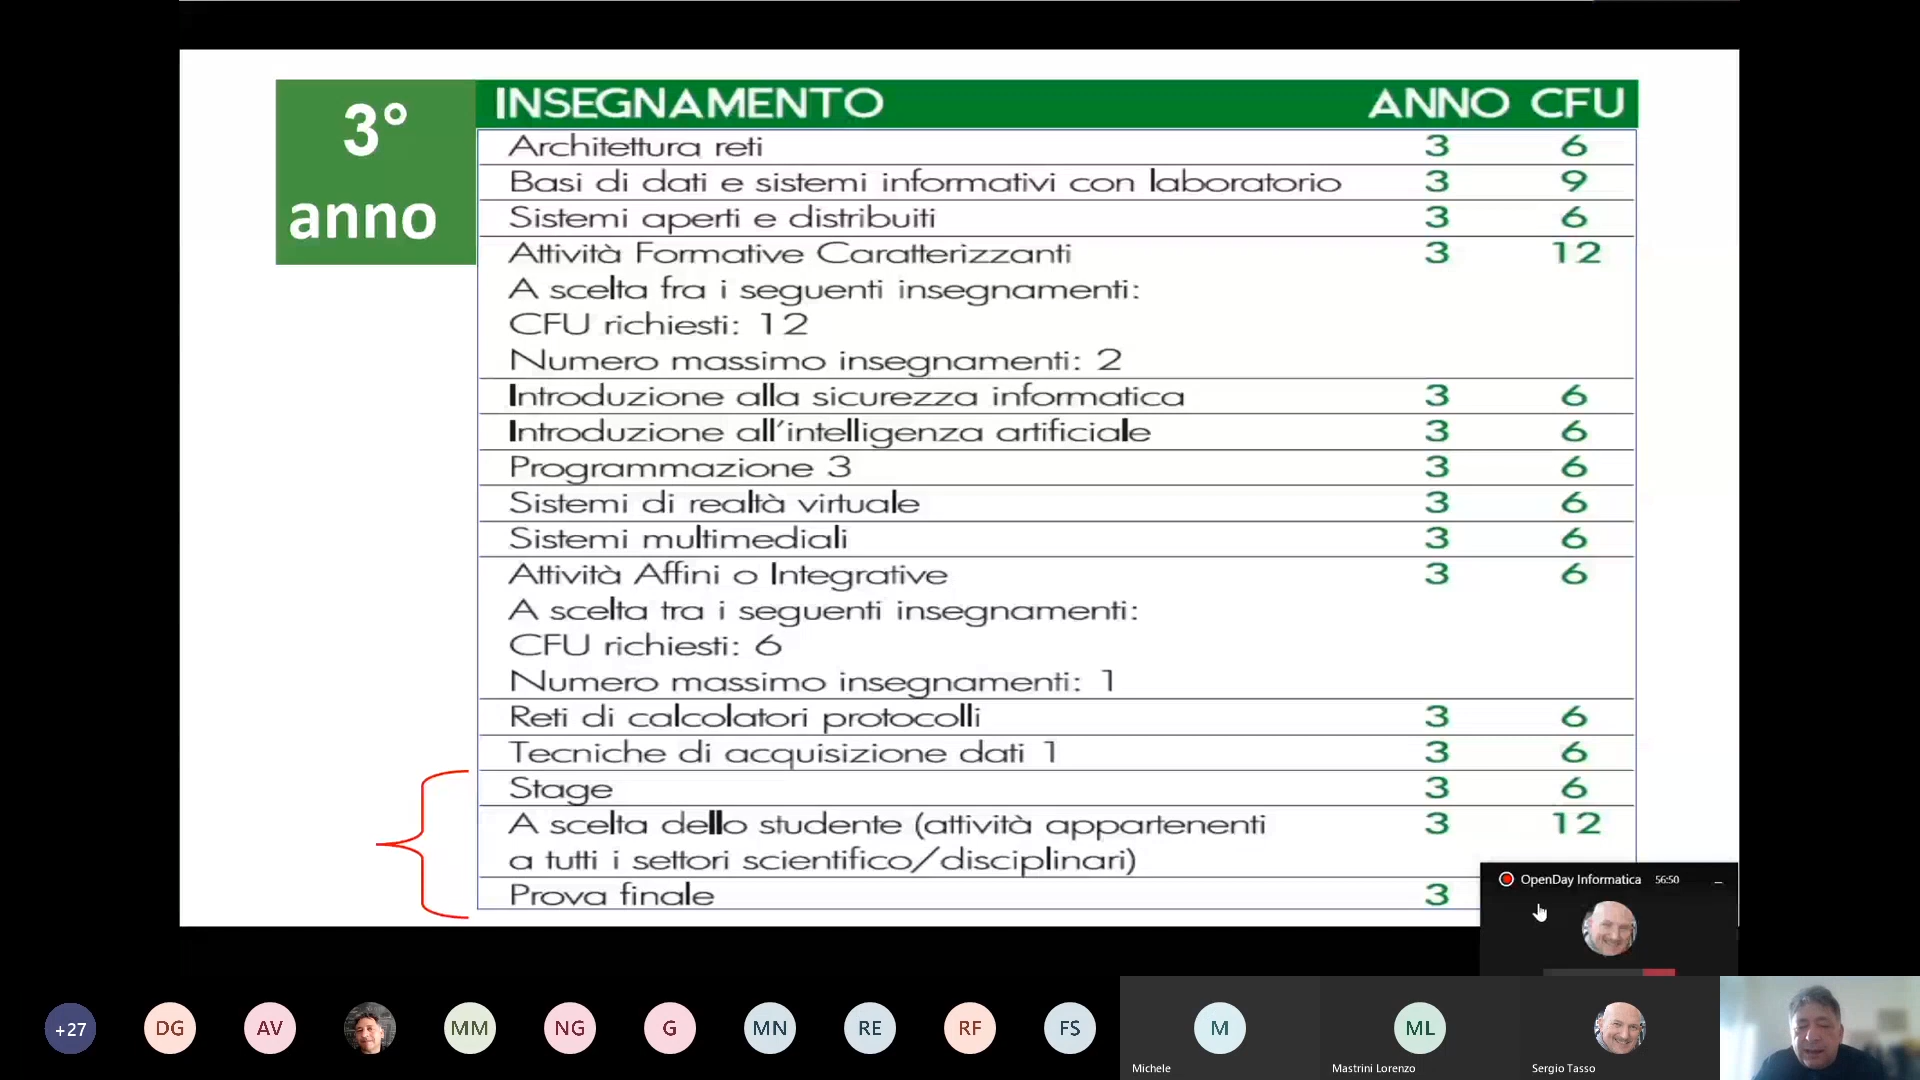 3°
anno
INSEGNAMENTO ANNO CFU
Architettura reti 3 6
Basi di dati e sistemi informativi con laboratorio 3 9
Sistemi aperti e distribuiti 3 6
Attività Formative Caratterizzanti 3 12
A scelta fra i seguenti insegnamenti:
CFU richiesti: 12
Numero massimo insegnamenti: 2
Introduzione alla sicurezza informatica 3 6
Introduzione all'intelligenza artificiale 3 6
Programmazione 3 3 6
Sistemi di realtà virtuale 3 6
Sistemi multimediali 3 6
Attività Affini o Integrative 3 6
A scelta tra i seguenti insegnamenti:
CFU richiesti: 6
Numero massimo insegnamenti: 1
Reti di calcolatori protocolli 3 6
Tecniche di acquisizione dati 1 3 6
Stage 3 6
A scelta dello studente (attività appartenenti 3 12
a tutti i settori scientifico/disciplinari)
Prova finale 3
OpenDay Informatica 56:50
+27 DG AV MM NG G MN RE RF FS M ML
Michele Mastrini Lorenzo Sergio Tasso